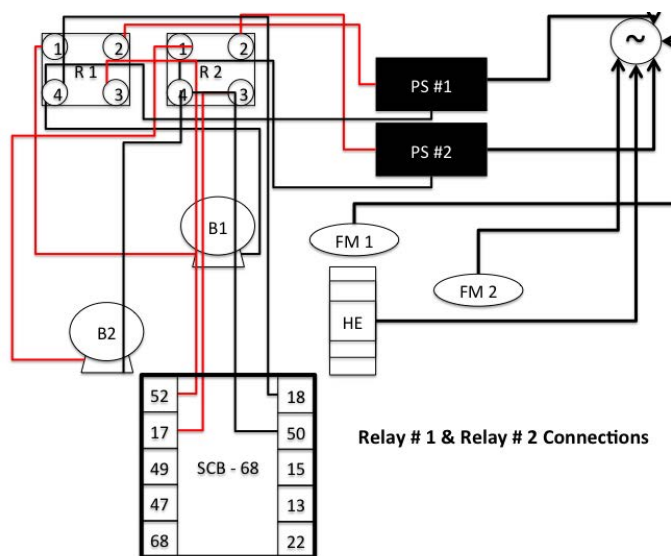 1 2 1 2
R 1 R 2
4 3 4 3
~
PS #1
PS #2
B1
FM 1
FM 2
B2
HE
52 18
17 50
49 SCB - 68 15
47 13
68 22
Relay # 1 & Relay # 2 Connections